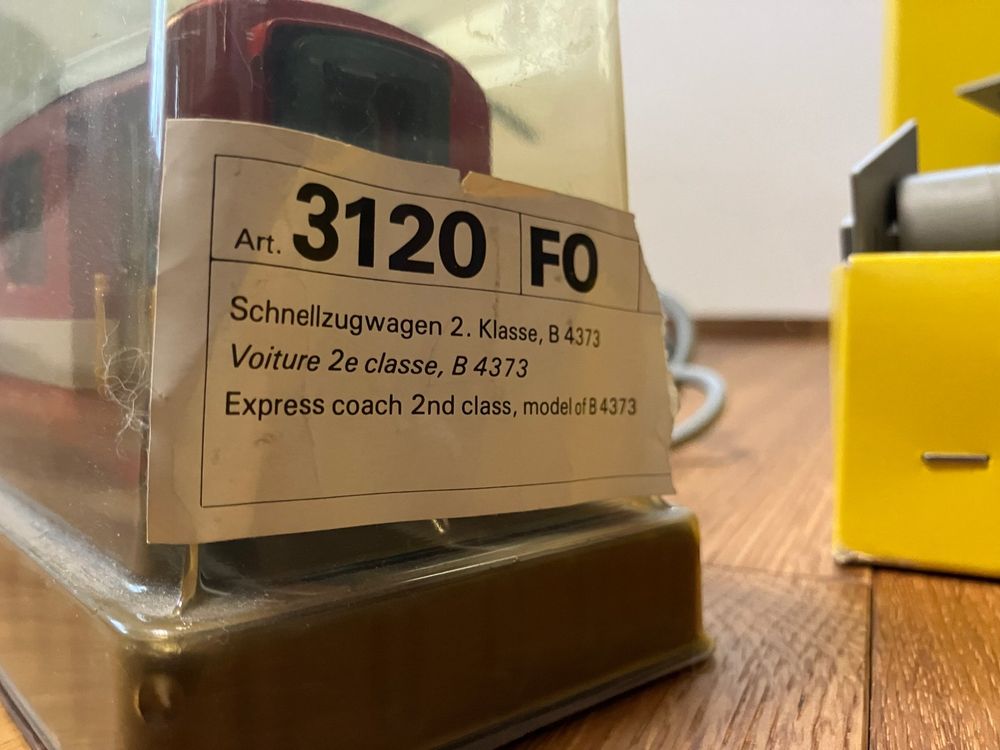 Art. 3120 FO
Schnellzugwagen 2. Klasse, B 4373
Voiture 2e classe, B 4373
Express coach 2nd class, model of B 4373